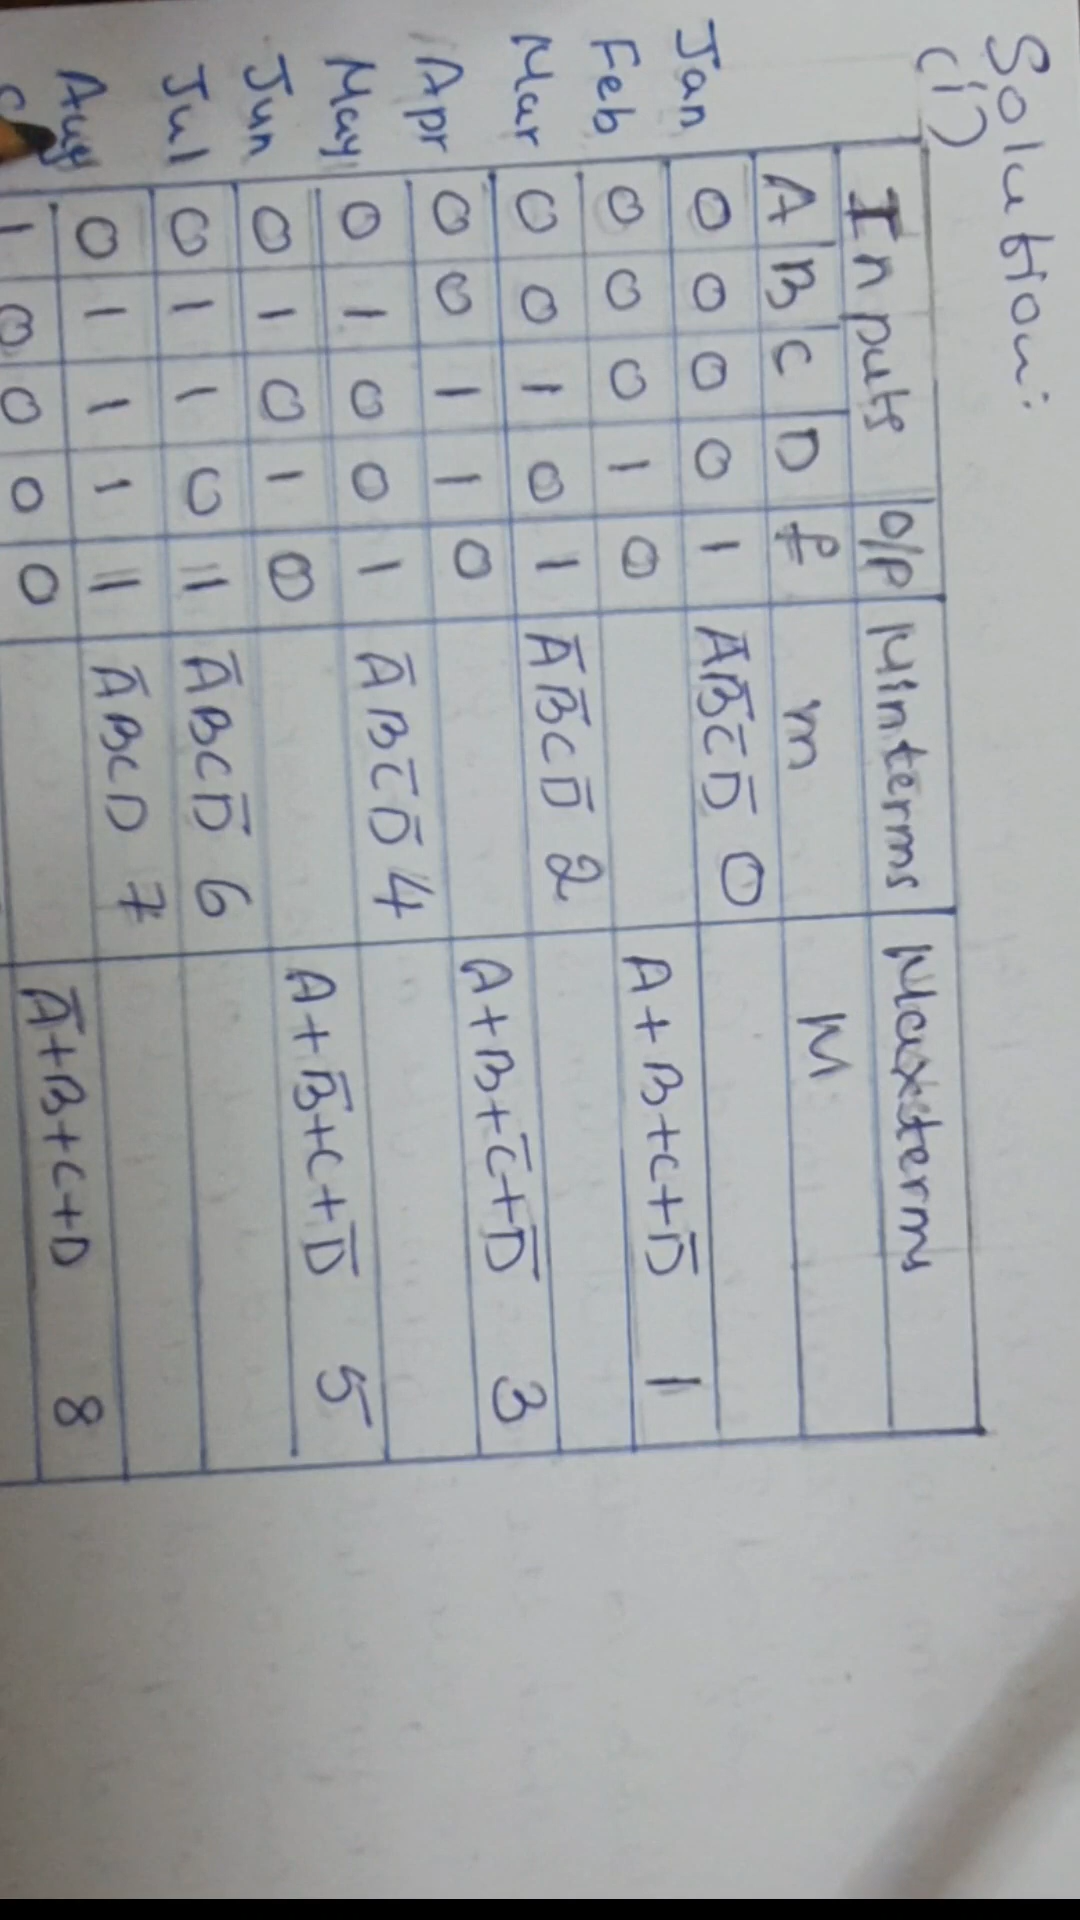 Solution:
(i)
Inputs O/P Minterms Maxterms
A B C D f m M
Jan 0 0 0 0 1 A̅B̅C̅D̅ 0
Feb 0 0 0 1 0 A+B+C+D̅ 1
Mar 0 0 1 0 1 A̅B̅CD̅ 2
Apr 0 0 1 1 0 A+B+C̅+D̅ 3
May 0 1 0 0 1 A̅BC̅D̅ 4
Jun 0 1 0 1 0 A+B̅+C+D̅ 5
Jul 0 1 1 0 1 A̅BCD̅ 6
Aug 0 1 1 1 1 A̅BCD 7
1 0 0 0 0 A̅+B+C+D 8